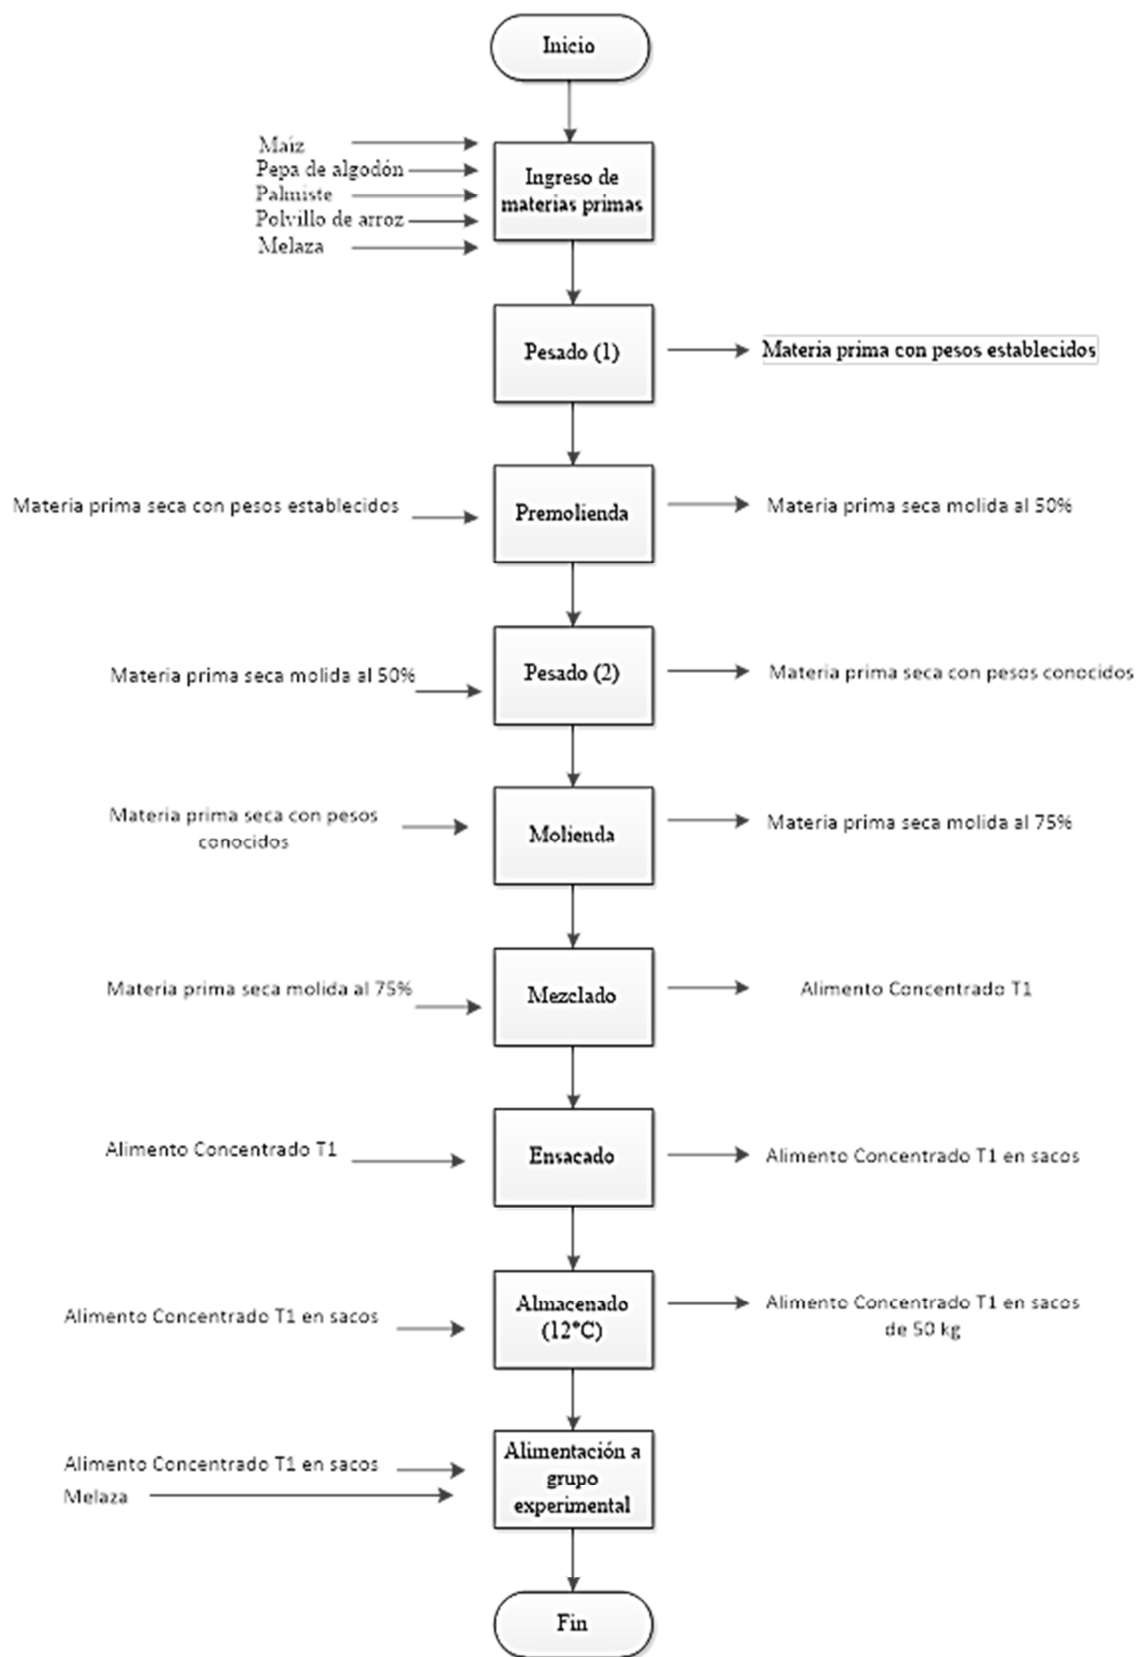 Inicio
Maíz
Pepa de algodón
Palmiste
Polvillo de arroz
Melaza
Ingreso de
materias primas
Pesado (1)
Materia prima con pesos establecidos
Materia prima seca con pesos establecidos
Premolienda
Materia prima seca molida al 50%
Materia prima seca molida al 50%
Pesado (2)
Materia prima seca con pesos conocidos
Materia prima seca con pesos
conocidos
Molienda
Materia prima seca molida al 75%
Materia prima seca molida al 75%
Mezclado
Alimento Concentrado T1
Alimento Concentrado T1
Ensacado
Alimento Concentrado T1 en sacos
Alimento Concentrado T1 en sacos
Almacenado
(12°C)
Alimento Concentrado T1 en sacos
de 50 kg
Alimento Concentrado T1 en sacos
Melaza
Alimentación a
grupo
experimental
Fin